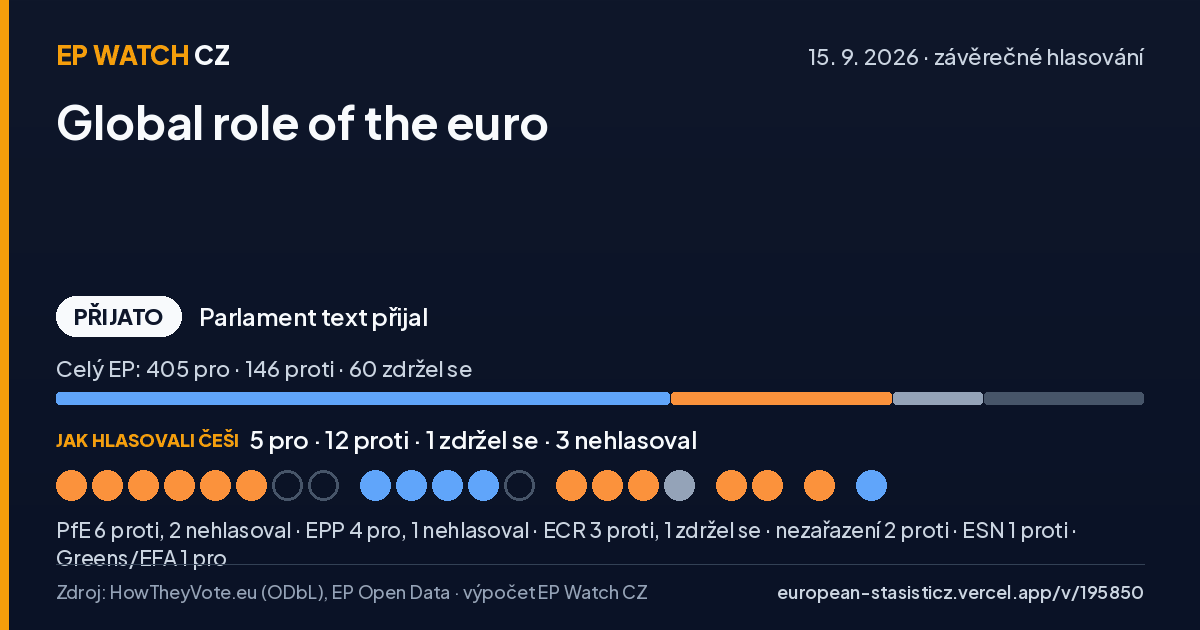 EP WATCH CZ
15. 9. 2026 · závěrečné hlasování
Global role of the euro
PŘIJATO Parlament text přijal
Celý EP: 405 pro · 146 proti · 60 zdržel se
JAK HLASOVALI ČEŠI 5 pro · 12 proti · 1 zdržel se · 3 nehlasoval
PfE 6 proti, 2 nehlasoval · EPP 4 pro, 1 nehlasoval · ECR 3 proti, 1 zdržel se · nezařazení 2 proti · ESN 1 proti ·
Greens/EFA 1 pro
Zdroj: HowTheyVote.eu (ODbL), EP Open Data · výpočet EP Watch CZ
european-stasisticz.vercel.app/v/195850